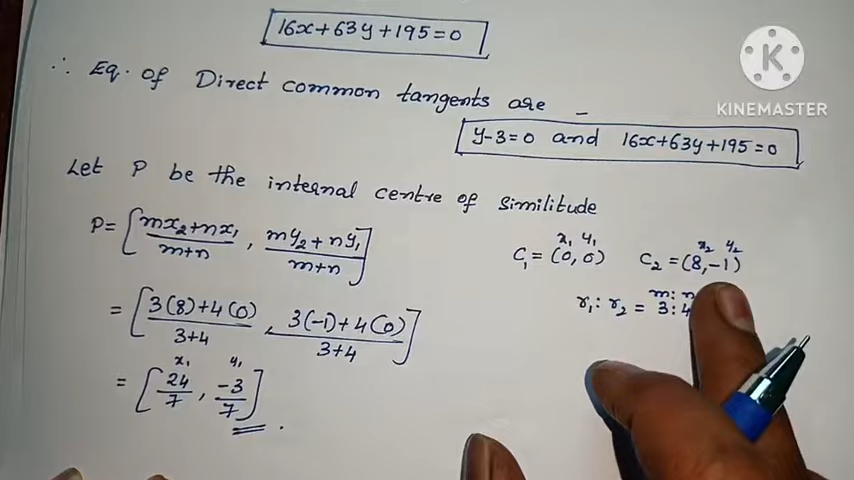 16x+63y+195=0
∴ Eq. of Direct common tangents are –
y-3=0 and 16x+63y+195=0
Let P be the internal centre of similitude
P= [ (mx₂+nx₁)/(m+n) , (my₂+ny₁)/(m+n) ]
x₁ y₁ x₂ y₂
C₁ = (0,0) C₂ = (8,-1)
m:n
r₁ : r₂ = 3:4
= [ (3(8)+4(0))/(3+4) , (3(-1)+4(0))/(3+4) ]
x₁ y₁
= [ 24/7 , -3/7 ] .
K
KINEMASTER